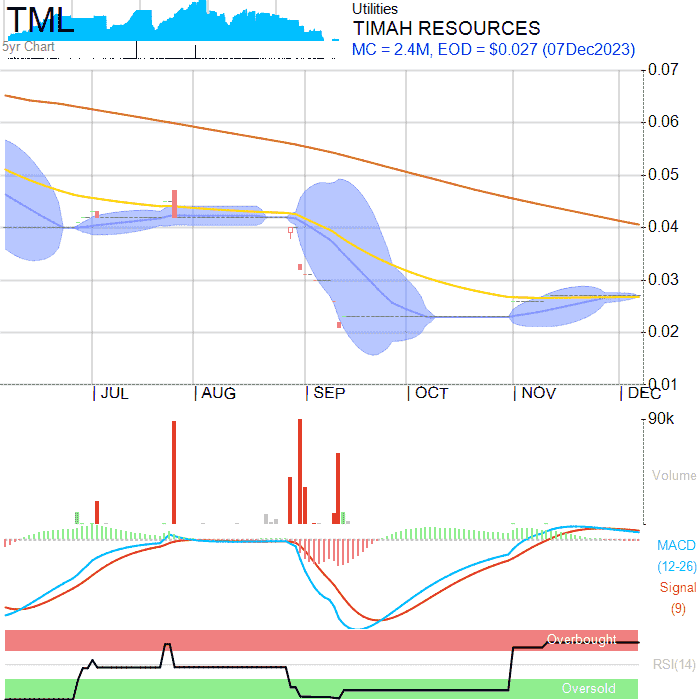 TML
5yr Chart
Utilities
TIMAH RESOURCES
MC = 2.4M, EOD = $0.027 (07Dec2023)
0.07
0.06
0.05
0.04
0.03
0.02
0.01
JUL AUG SEP OCT NOV DEC
90k
Volume
MACD
(12-26)
Signal
(9)
Overbought
RSI(14)
Oversold